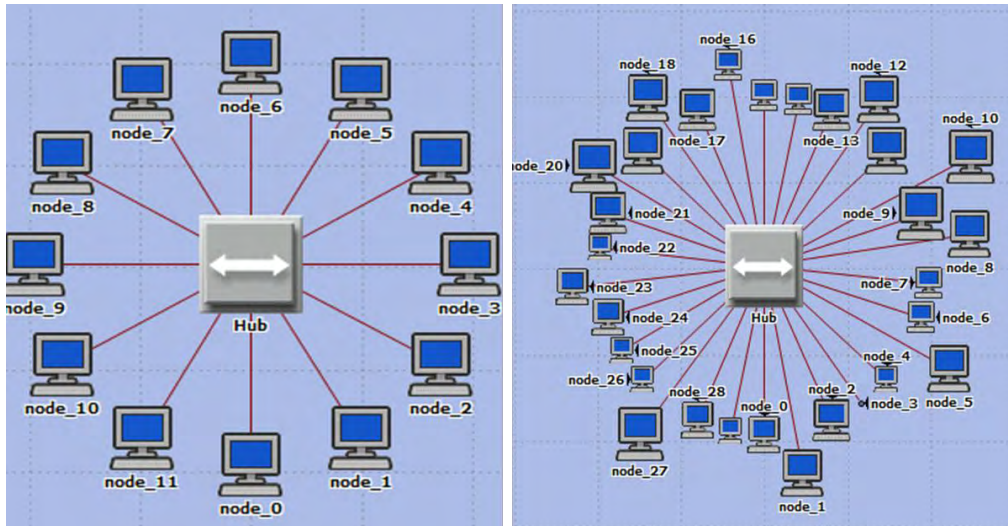 node_6
node_7
node_5
node_8
node_4
node_9
node_3
Hub
node_10
node_2
node_11
node_1
node_0
node_16
node_18
node_12
node_10
node_17
node_13
node_20
node_21
node_9
node_22
node_8
node_7
node_23
node_24
Hub
node_6
node_25
node_4
node_26
node_28
node_2
node_5
node_0
node_3
node_27
node_1